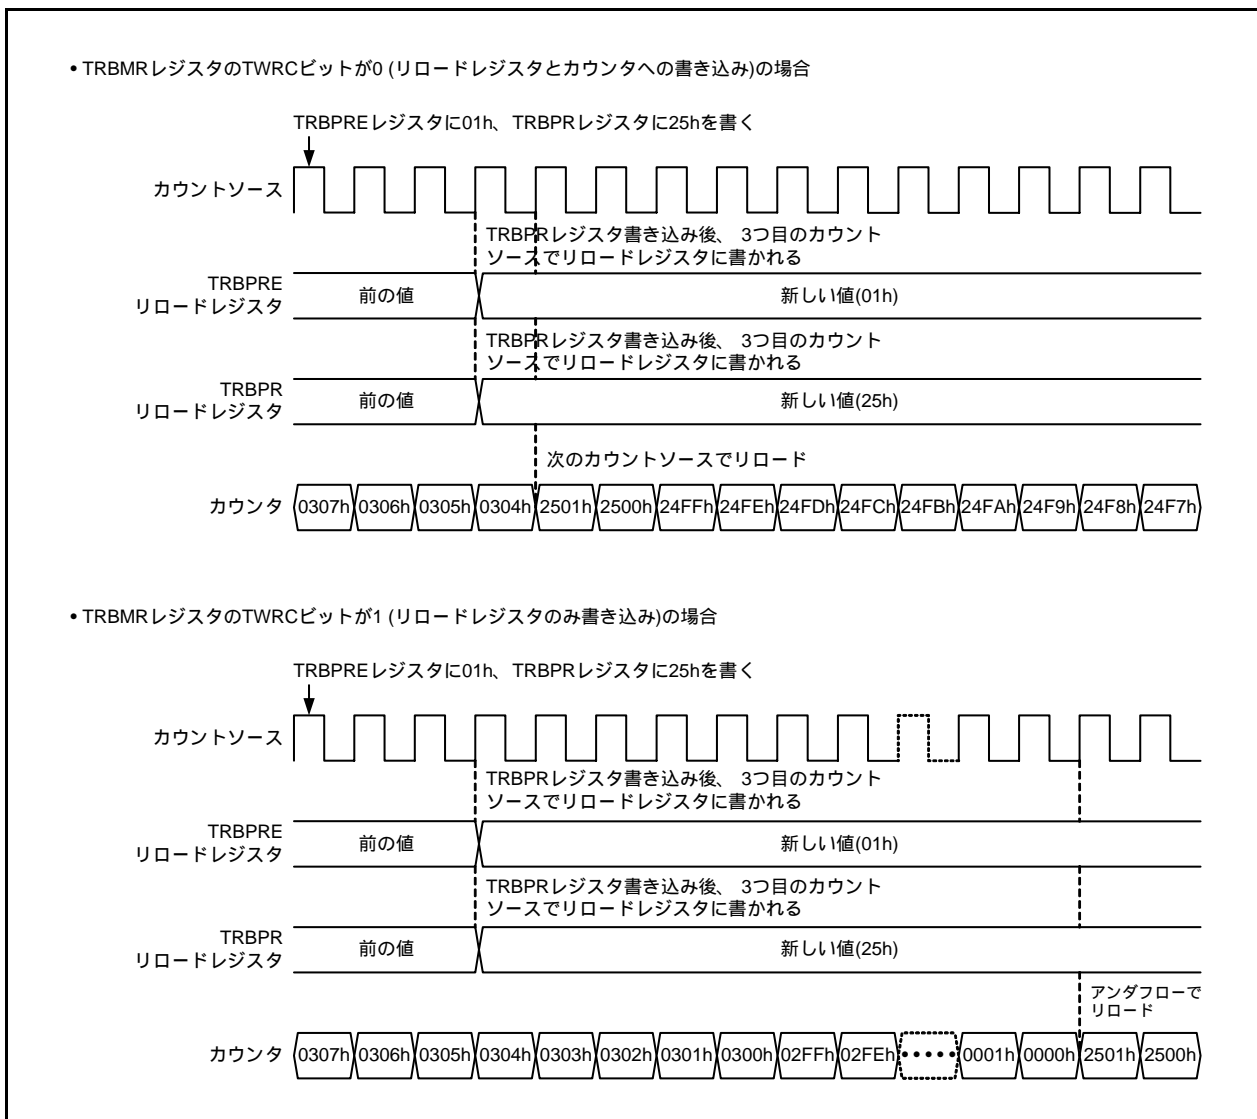 • TRBMRレジスタのTWRCビットが0 (リロードレジスタとカウンタへの書き込み)の場合
TRBPREレジスタに01h、TRBPRレジスタに25hを書く
カウントソース
TRBPRレジスタ書き込み後、 3つ目のカウント
ソースでリロードレジスタに書かれる
TRBPRE
リロードレジスタ
前の値
新しい値(01h)
TRBPRレジスタ書き込み後、 3つ目のカウント
ソースでリロードレジスタに書かれる
TRBPR
リロードレジスタ
前の値
新しい値(25h)
次のカウントソースでリロード
カウンタ 0307h 0306h 0305h 0304h 2501h 2500h 24FFh 24FEh 24FDh 24FCh 24FBh 24FAh 24F9h 24F8h 24F7h
• TRBMRレジスタのTWRCビットが1 (リロードレジスタのみ書き込み)の場合
TRBPREレジスタに01h、TRBPRレジスタに25hを書く
カウントソース
TRBPRレジスタ書き込み後、 3つ目のカウント
ソースでリロードレジスタに書かれる
TRBPRE
リロードレジスタ
前の値
新しい値(01h)
TRBPRレジスタ書き込み後、 3つ目のカウント
ソースでリロードレジスタに書かれる
TRBPR
リロードレジスタ
前の値
新しい値(25h)
アンダフローで
リロード
カウンタ 0307h 0306h 0305h 0304h 0303h 0302h 0301h 0300h 02FFh 02FEh ••••• 0001h 0000h 2501h 2500h